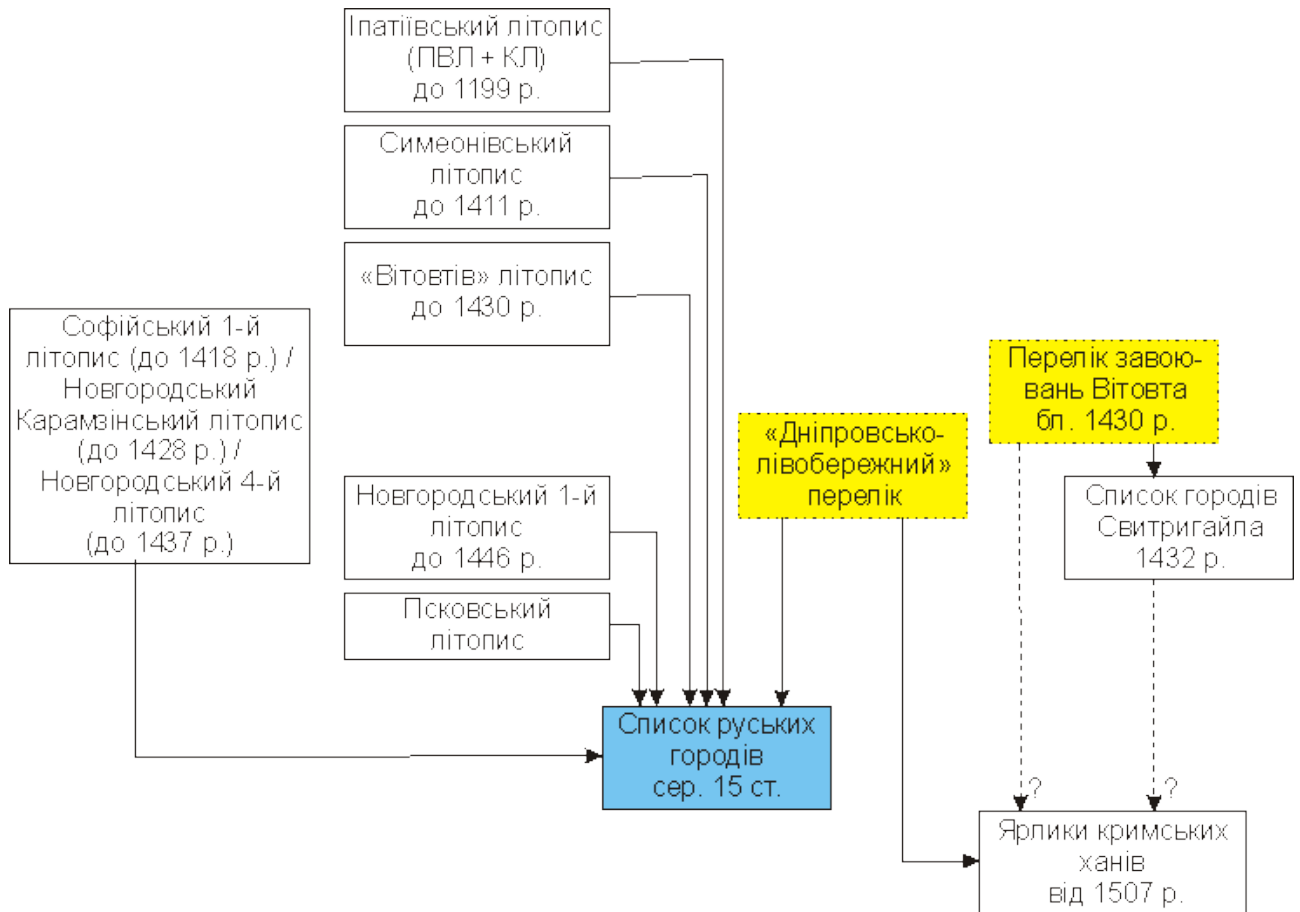 Іпатіївський літопис
(ПВЛ + КЛ)
до 1199 р.
Симеонівський
літопис
до 1411 р.
«Вітовтів» літопис
до 1430 р.
Софійський 1-й
літопис (до 1418 р.) /
Новгородський
Карамзінський літопис
(до 1428 р.) /
Новгородський 4-й
літопис
(до 1437 р.)
Новгородський 1-й
літопис
до 1446 р.
Псковський
літопис
«Дніпровсько-
лівобережний»
перелік
Перелік завою-
вань Вітовта
бл. 1430 р.
Список городів
Свитригайла
1432 р.
Список руських
городів
сер. 15 ст.
?
?
Ярлики кримських
ханів
від 1507 р.